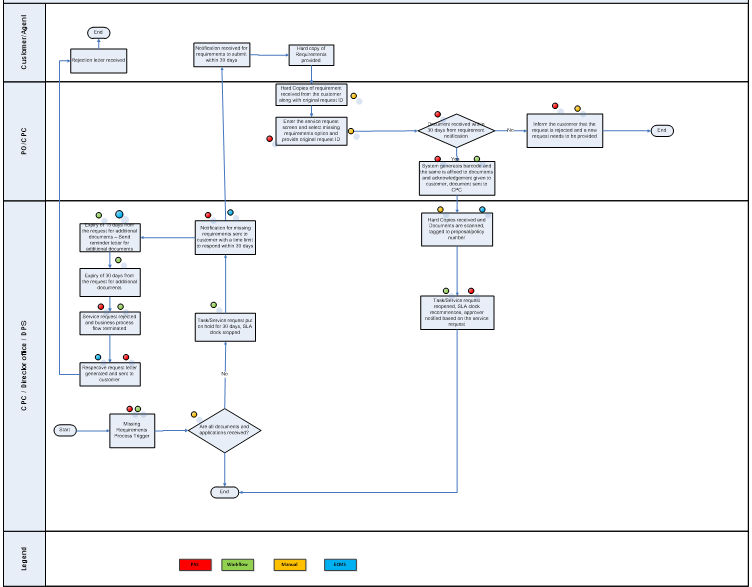 Customer/Agent
End
Rejection letter received
Notification received for
requirements to submit
within 30 days
Hard copy of
Requirements
provided
PO/CPC
Hard Copies of requirement
received from the customer
along with original request ID
Enter the service request
screen and select missing
requirements option and
provide original request ID
Documents received within
30 days from requirement
notification
No
Inform the customer that the
request is rejected and a new
request needs to be provided
End
Yes
System generates barcode and
the same is affixed to documents
and acknowledgement given to
customer, document sent to
CPC
CPC / Director office / DPIS
Expiry of 15 days from
the request for additional
documents – Send
reminder letter for
additional documents
Notification for missing
requirements sent to
customer with a time limit
to respond within 30 days
Hard Copies received and
Documents are scanned,
tagged to proposal/policy
number
Expiry of 30 days from
the request for additional
documents
Service request rejected
and business process
flow terminated
Task/Service request put
on hold for 30 days, SLA
clock stopped
Task/Service request
reopened, SLA clock
recommences, approver
notified based on the service
request
Respective request letter
generated and sent to
customer
No
Start
Missing
Requirements
Process Trigger
Are all documents and
applications received?
End
Legend
Workflow
Manual
EDMS